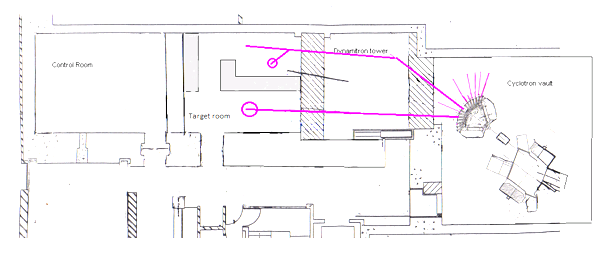 Control Room
Dynamitron tower
Cyclotron vault
Target room